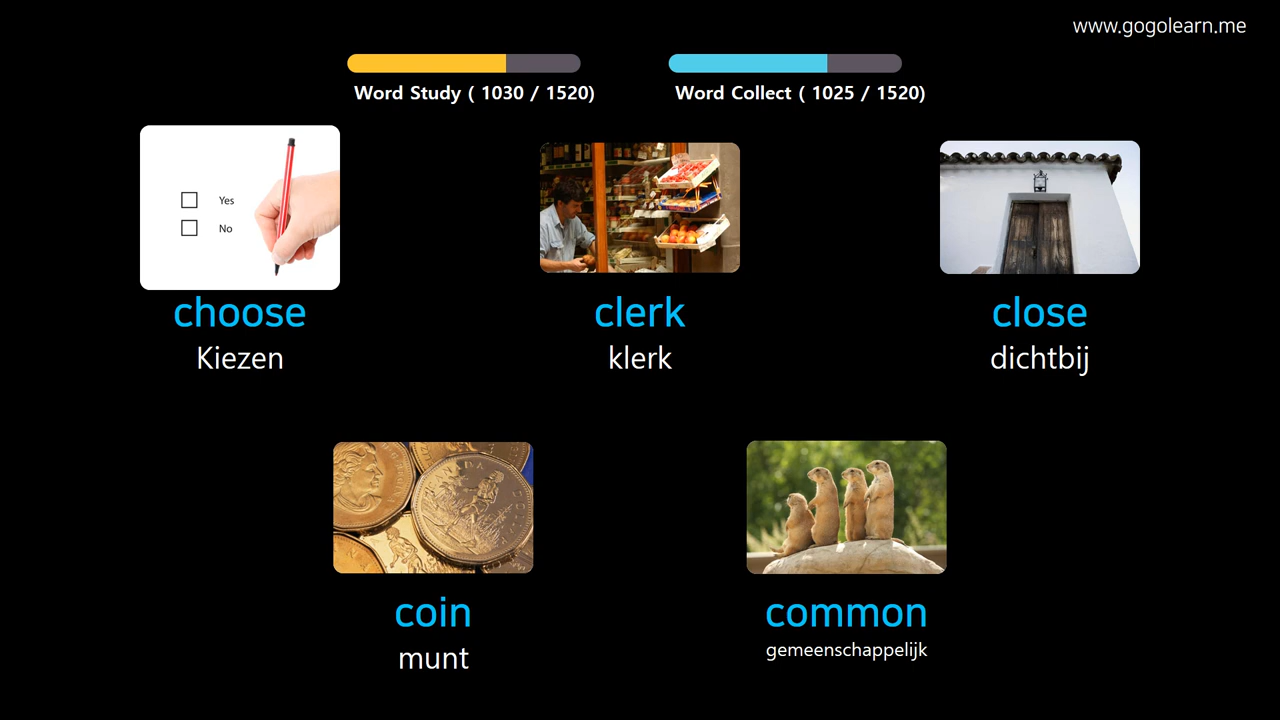 www.gogolearn.me
Word Study ( 1030 / 1520)
Word Collect ( 1025 / 1520)
Yes
No
choose
Kiezen
clerk
klerk
close
dichtbij
coin
munt
common
gemeenschappelijk